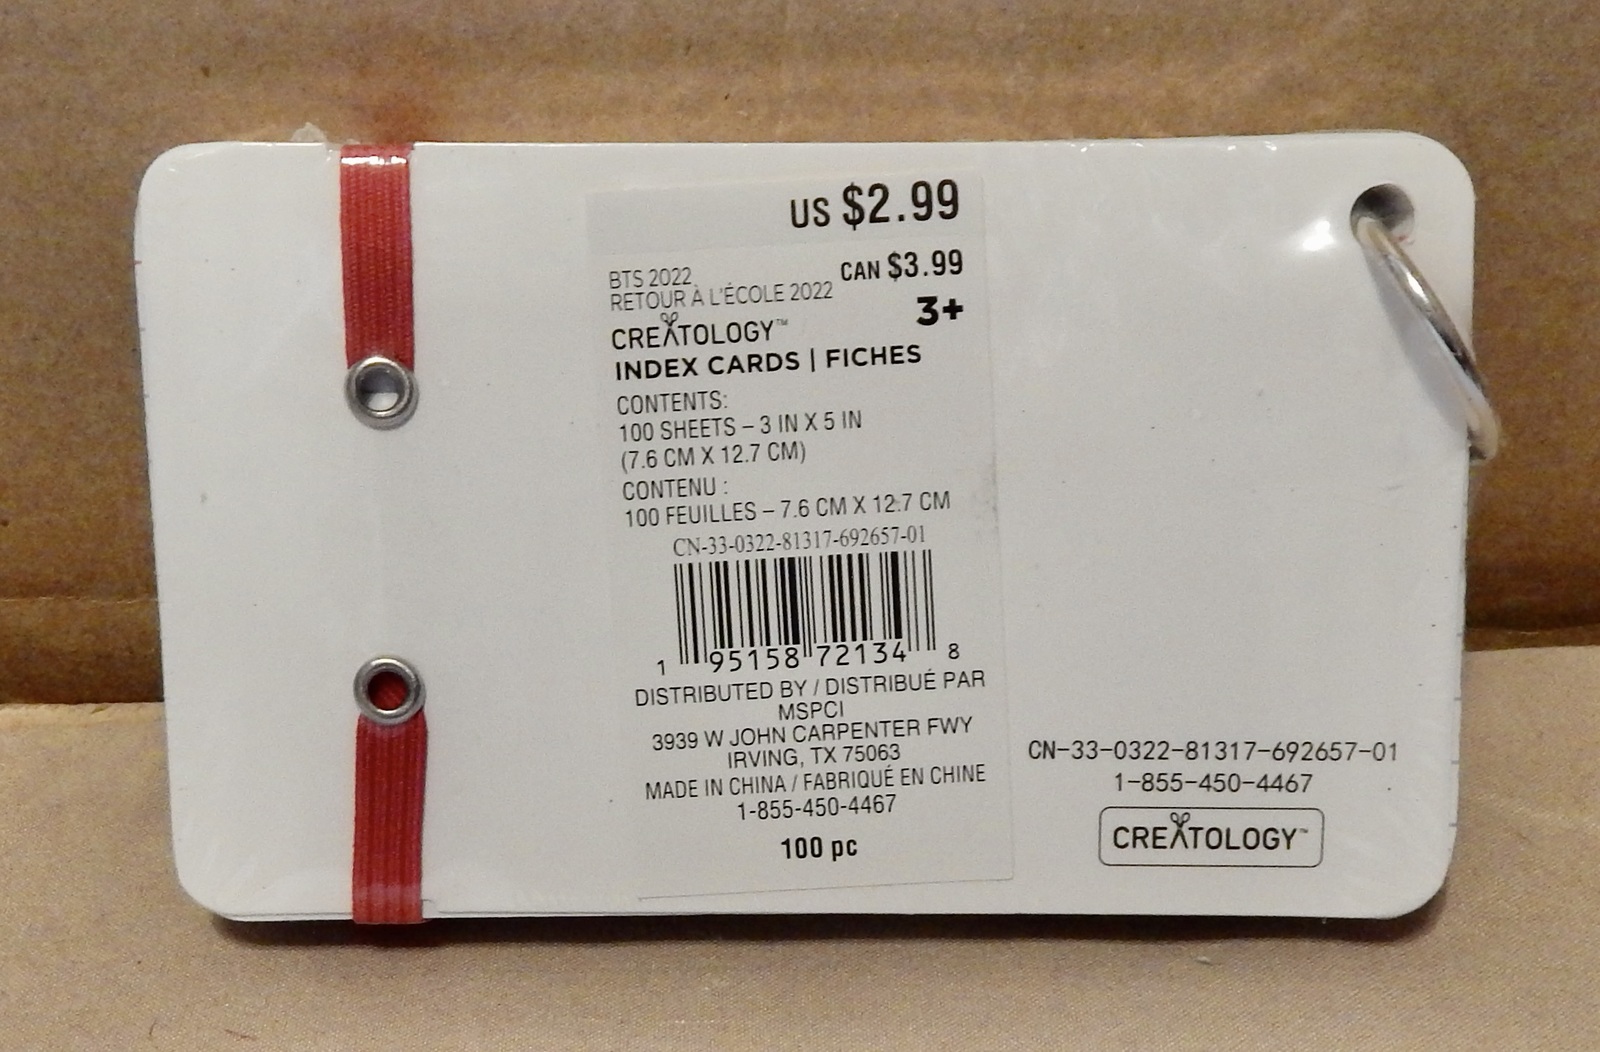 US $2.99
CAN $3.99
BTS 2022
RETOUR À L'ÉCOLE 2022
3+
CREATOLOGY™
INDEX CARDS | FICHES
CONTENTS:
100 SHEETS – 3 IN X 5 IN
(7.6 CM X 12.7 CM)
CONTENU :
100 FEUILLES – 7.6 CM X 12.7 CM
CN-33-0322-81317-692657-01
1 95158 72134 8
DISTRIBUTED BY / DISTRIBUÉ PAR
MSPCI
3939 W JOHN CARPENTER FWY
IRVING, TX 75063
MADE IN CHINA / FABRIQUÉ EN CHINE
1-855-450-4467
100 pc
CN-33-0322-81317-692657-01
1-855-450-4467
CREATOLOGY™